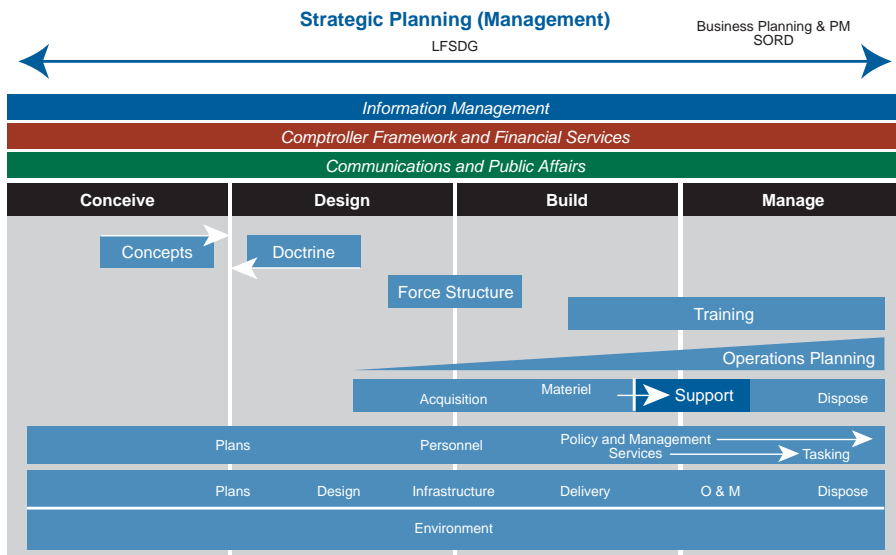 Strategic Planning (Management)
LFSDG
Business Planning & PM
SORD
Information Management
Comptroller Framework and Financial Services
Communications and Public Affairs
Conceive Design Build Manage
Concepts Doctrine
Force Structure
Training
Operations Planning
Acquisition Materiel Support Dispose
Plans Personnel Policy and Management
Services Tasking
Plans Design Infrastructure Delivery O & M Dispose
Environment